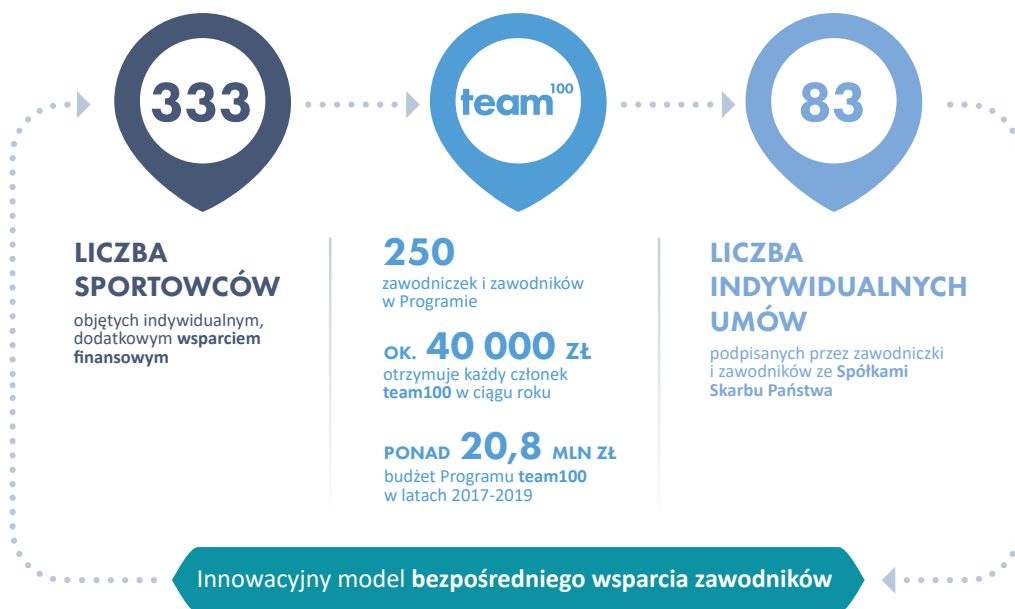 333
team100
83
LICZBA
SPORTOWCÓW
objętych indywidualnym,
dodatkowym wsparciem
finansowym
250
zawodniczek i zawodników
w Programie
OK. 40 000 ZŁ
otrzymuje każdy członek
team100 w ciągu roku
PONAD 20,8 MLN ZŁ
budżet Programu team100
w latach 2017-2019
LICZBA
INDYWIDUALNYCH
UMÓW
podpisanych przez zawodniczki
i zawodników ze Spółkami
Skarbu Państwa
Innowacyjny model bezpośredniego wsparcia zawodników